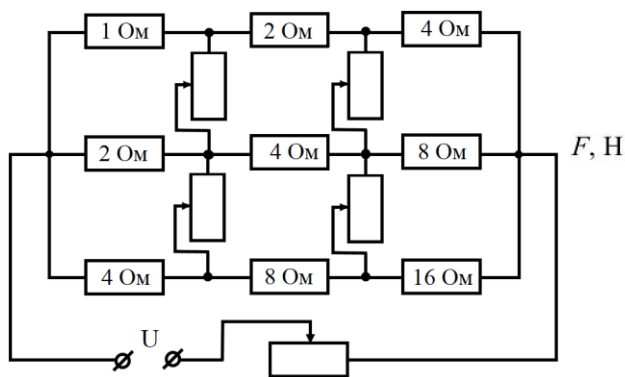 1 Ом 2 Ом 4 Ом
2 Ом 4 Ом 8 Ом F, Н
4 Ом 8 Ом 16 Ом
U